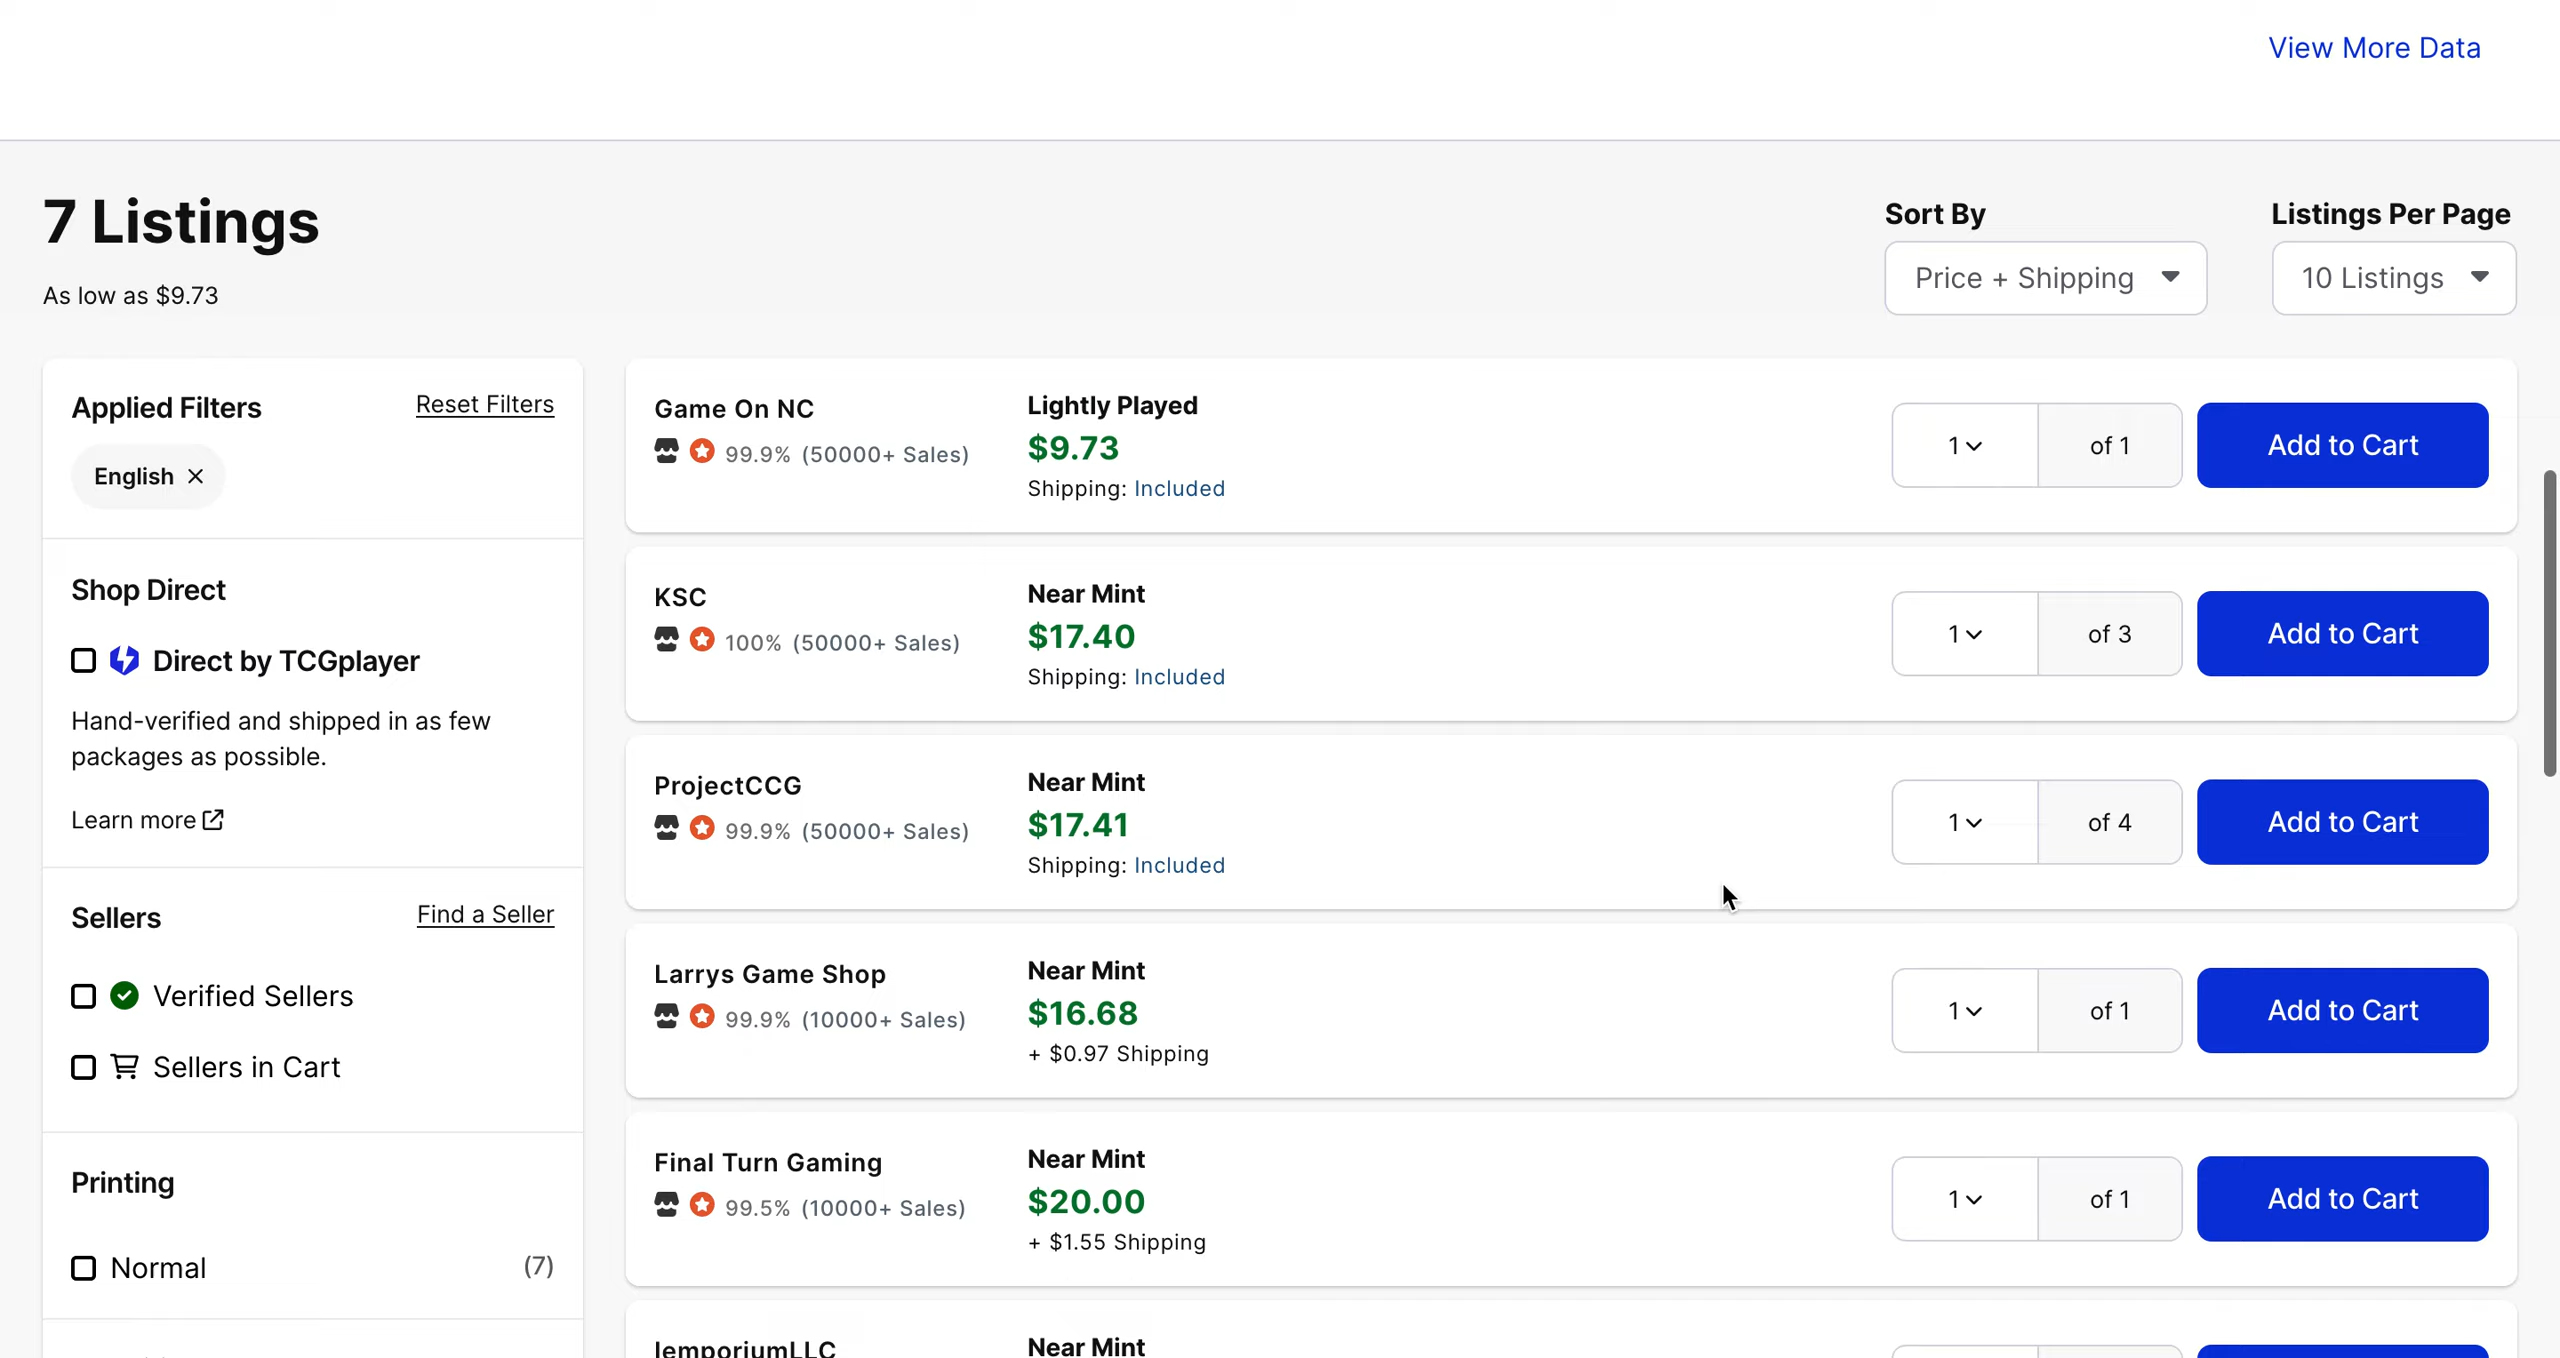 View More Data
7 Listings
As low as $9.73
Sort By
Price + Shipping
Listings Per Page
10 Listings
Applied Filters
Reset Filters
English
Shop Direct
Direct by TCGplayer
Hand-verified and shipped in as few
packages as possible.
Learn more
Sellers
Find a Seller
Verified Sellers
Sellers in Cart
Printing
Normal (7)
Game On NC
99.9% (50000+ Sales)
Lightly Played
$9.73
Shipping: Included
1 of 1
Add to Cart
KSC
100% (50000+ Sales)
Near Mint
$17.40
Shipping: Included
1 of 3
Add to Cart
ProjectCCG
99.9% (50000+ Sales)
Near Mint
$17.41
Shipping: Included
1 of 4
Add to Cart
Larrys Game Shop
99.9% (10000+ Sales)
Near Mint
$16.68
+ $0.97 Shipping
1 of 1
Add to Cart
Final Turn Gaming
99.5% (10000+ Sales)
Near Mint
$20.00
+ $1.55 Shipping
1 of 1
Add to Cart
Near Mint